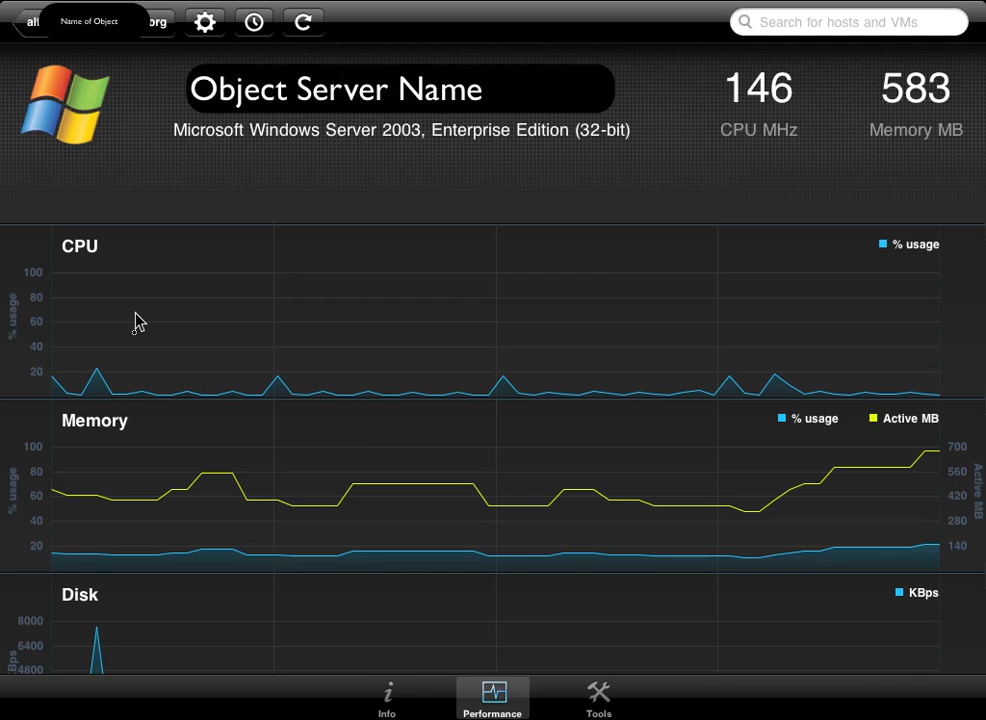 al
Name of Object
org
Search for hosts and VMs
Object Server Name
146
583
Microsoft Windows Server 2003, Enterprise Edition (32-bit)
CPU MHz
Memory MB
CPU
% usage
100
80
60
40
20
% usage
Memory
% usage
Active MB
100
80
60
40
20
% usage
700
560
420
280
140
Active MB
Disk
KBps
8000
6400
4800
Bps
Info
Performance
Tools